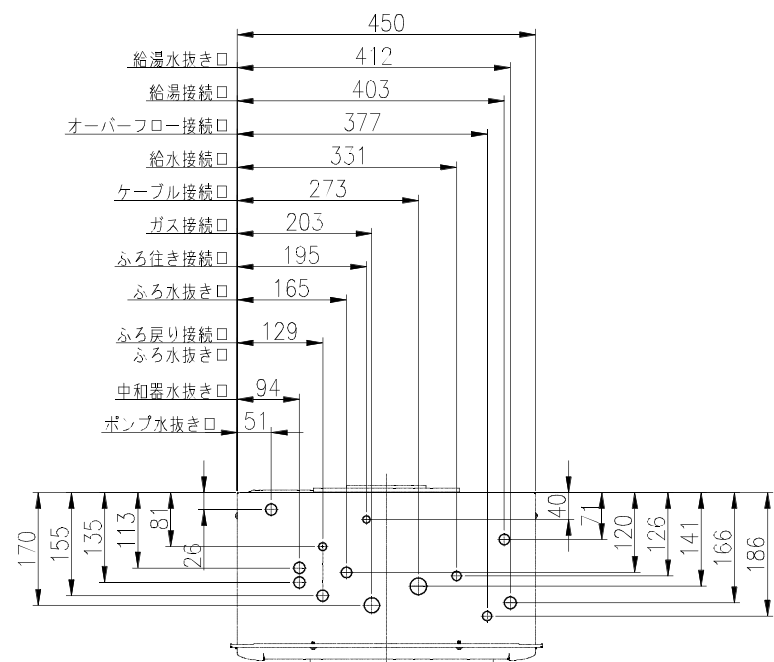 450
給湯水抜き口 412
給湯接続口 403
オーバーフロー接続口 377
給水接続口 331
ケーブル接続口 273
ガス接続口 203
ふろ往き接続口 195
ふろ水抜き口 165
ふろ戻り接続口 129
ふろ水抜き口
中和器水抜き口 94
ポンプ水抜き口 51
170
155
135
113
81
26
40
71
120
126
141
166
186